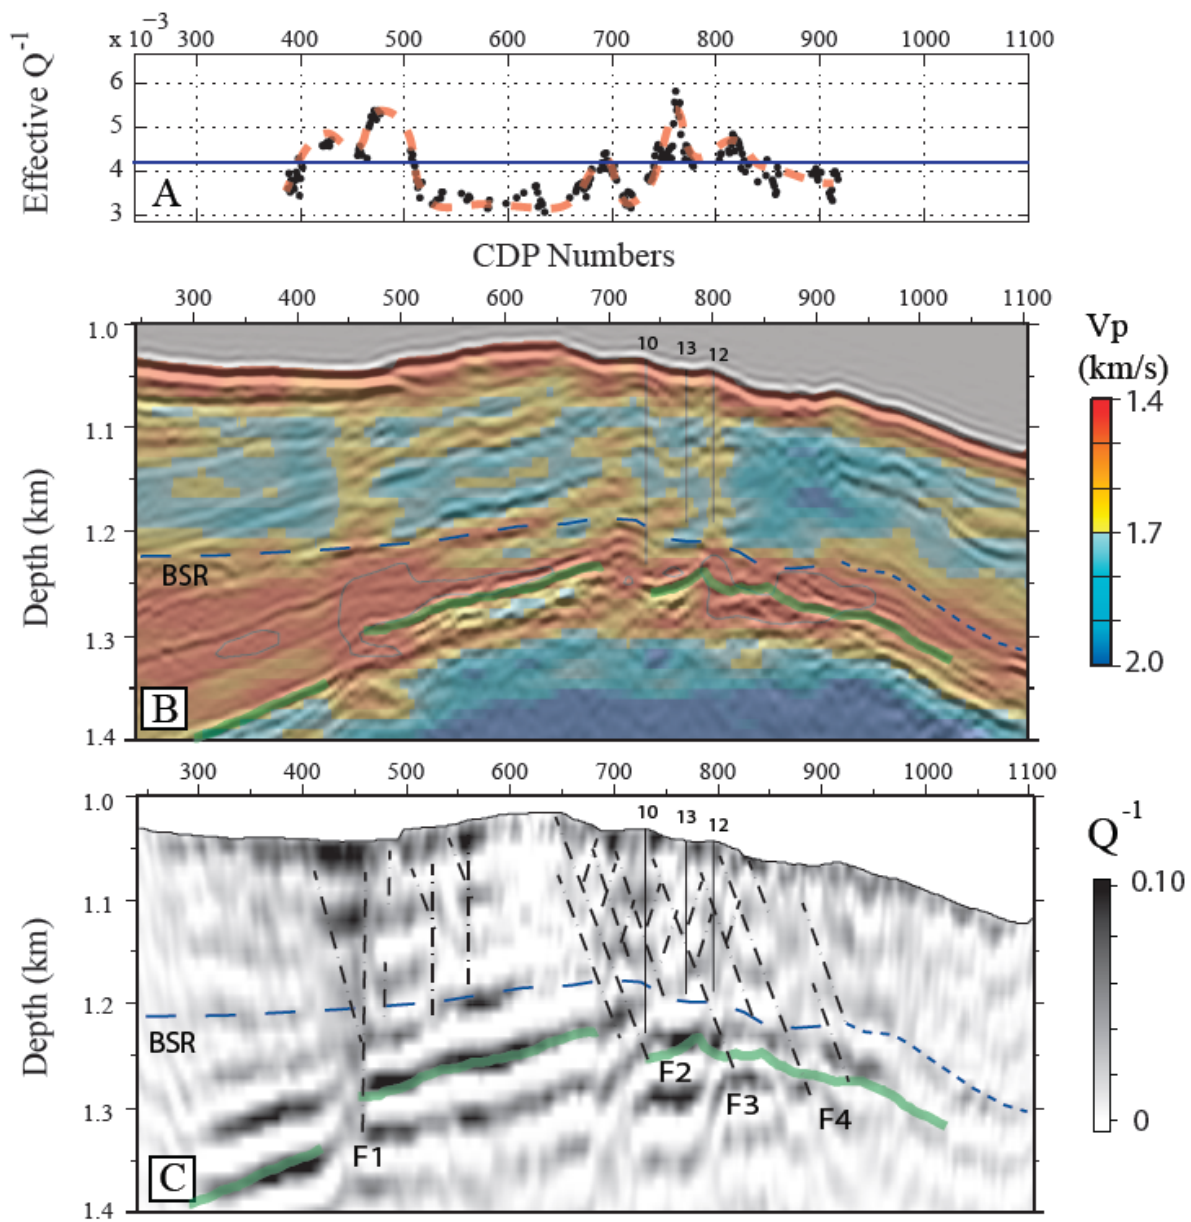 x 10 −3 300 400 500 600 700 800 900 1000 1100
Effective Q -1
6
5
4
3
A
CDP Numbers
300 400 500 600 700 800 900 1000 1100
Depth (km)
1.0
1.1
1.2
1.3
1.4
10 13 12
BSR
B
Vp
(km/s)
1.4
1.7
2.0
300 400 500 600 700 800 900 1000 1100
Depth (km)
1.0
1.1
1.2
1.3
1.4
10 13 12
BSR
F1
F2
F3
F4
C
Q -1
0.10
0